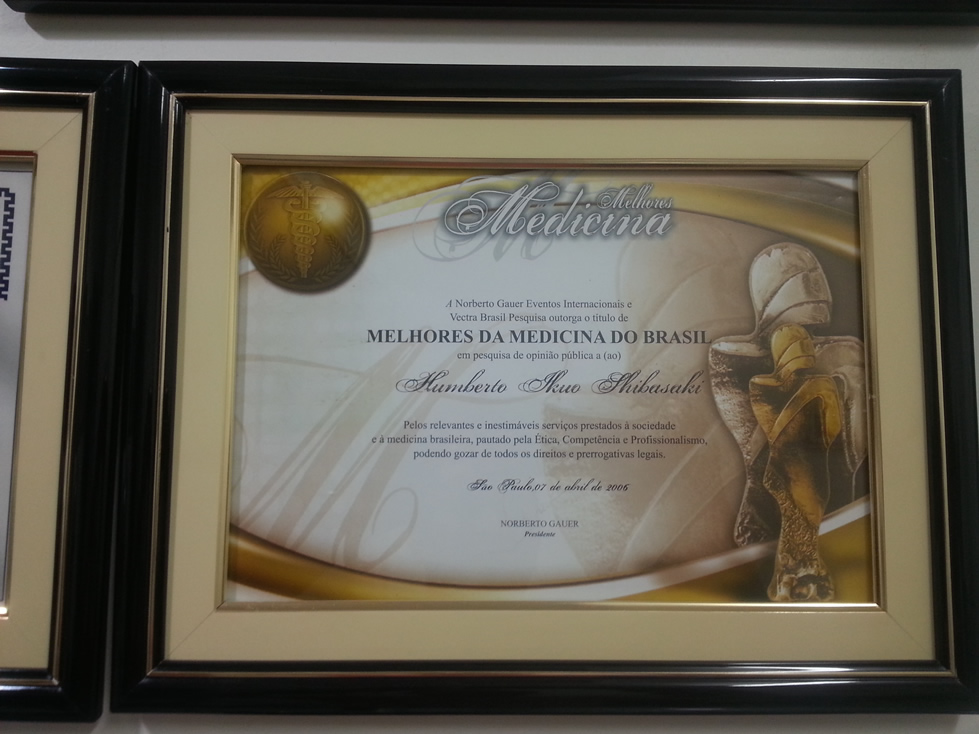 Melhores
Medicina
A Norberto Gauer Eventos Internacionais e
Vectra Brasil Pesquisa outorga o titulo de
MELHORES DA MEDICINA DO BRASIL
em pesquisa de opinião pública a (ao)
Humberto Ikuo Shibasaki
Pelos relevantes e inestimáveis serviços prestados à sociedade
e à medicina brasileira, pautado pela Ética, Competência e Profissionalismo,
podendo gozar de todos os direitos e prerrogativas legais.
São Paulo,07 de abril de 2006
NORBERTO GAUER
Presidente